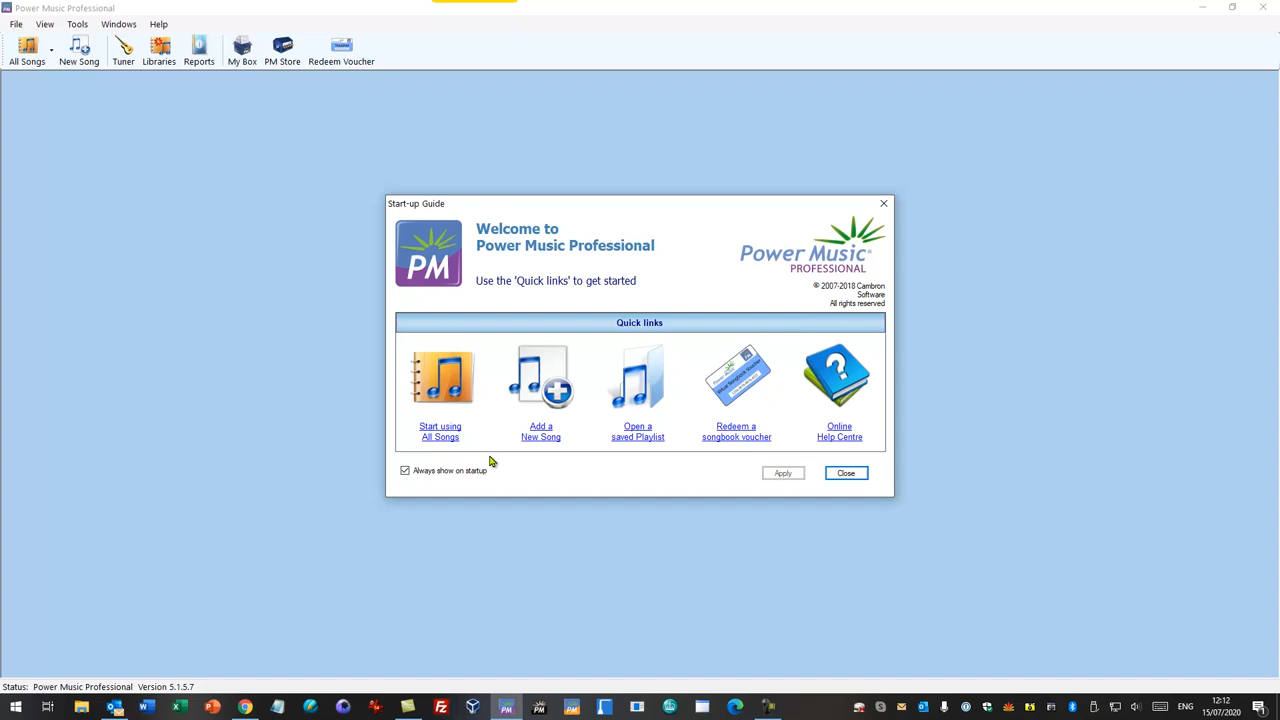 Power Music Professional
File View Tools Windows Help
All Songs New Song Tuner Libraries Reports My Box PM Store Redeem Voucher
Start-up Guide
Welcome to
Power Music Professional
Use the 'Quick links' to get started
PM
Power Music®
PROFESSIONAL
© 2007-2018 Cambron
Software
All rights reserved
Quick links
Start using
All Songs
Add a
New Song
Open a
saved Playlist
Redeem a
songbook voucher
Online
Help Centre
Always show on startup
Apply
Close
Status: Power Music Professional Version 5.1.5.7
ENG
12:12
15/07/2020